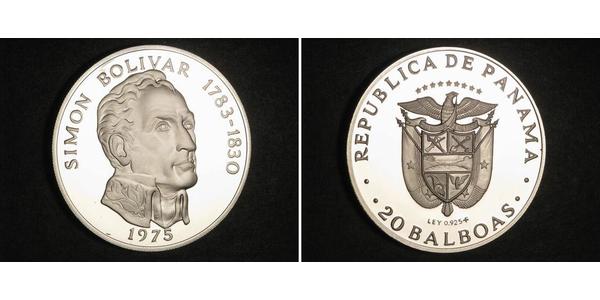 SIMON BOLIVAR 1783-1830
1975
REPUBLICA DE PANAMA
LEY 0.925
· 20 BALBOAS ·